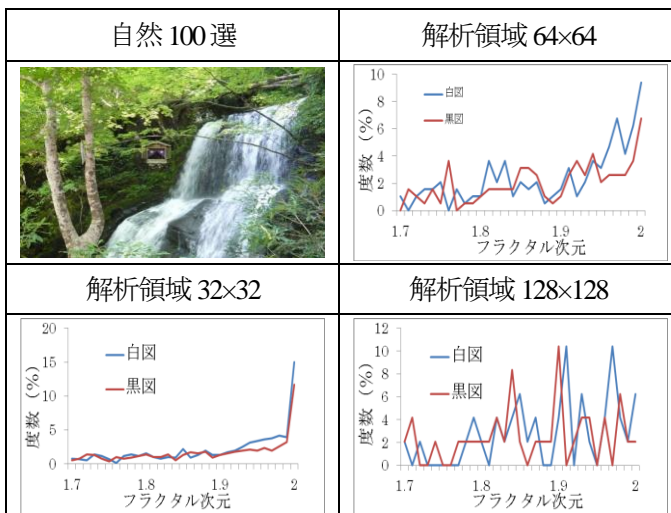 自然 100 選
解析領域 64×64
10
8
6
4
2
0
度数（%）
白図
黒図
1.7
1.8
1.9
2
フラクタル次元
解析領域 32×32
解析領域 128×128
20
15
10
5
0
度数（%）
白図
黒図
1.7
1.8
1.9
2
フラクタル次元
12
10
8
6
4
2
0
度数（%）
白図
黒図
1.7
1.8
1.9
2
フラクタル次元